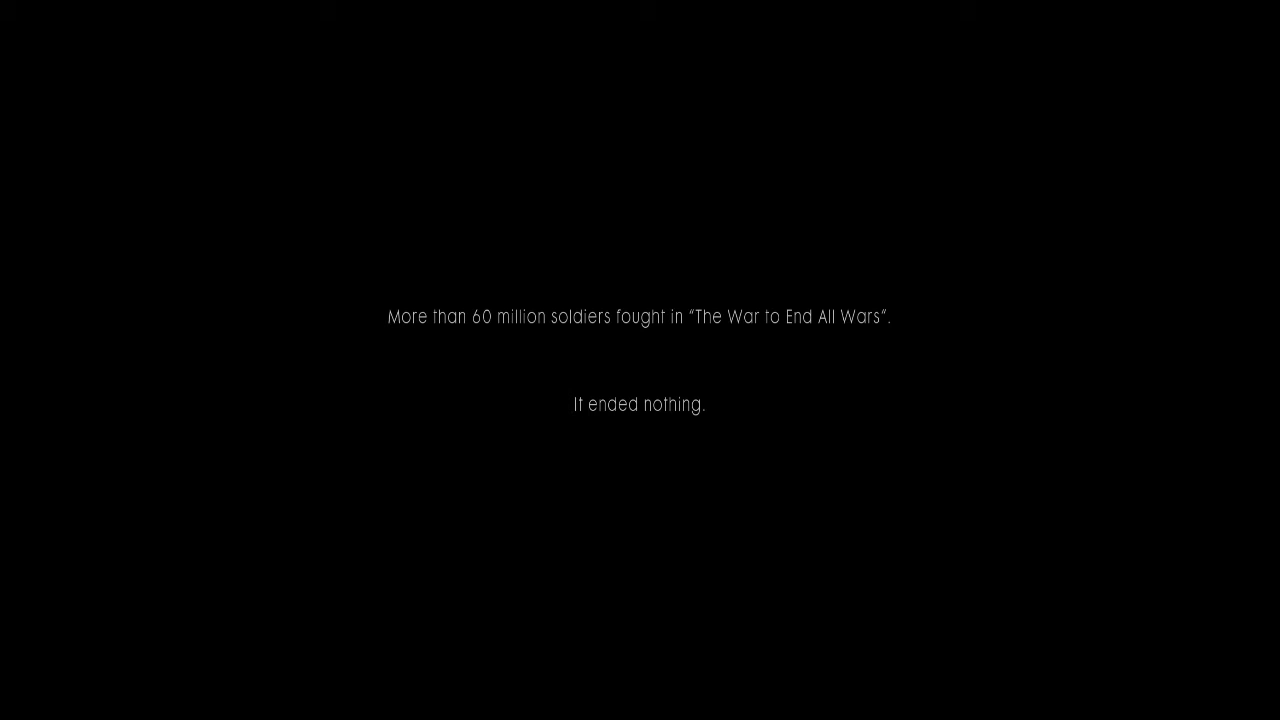 More than 60 million soldiers fought in “The War to End All Wars“.
It ended nothing.